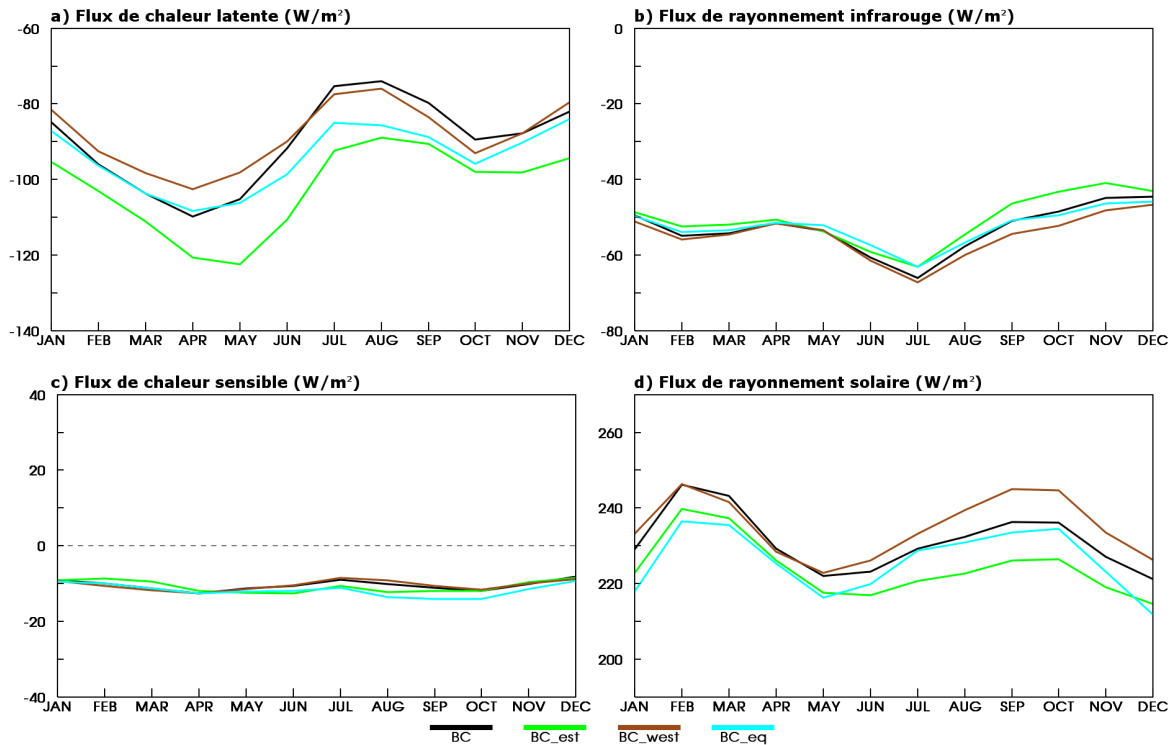 a) Flux de chaleur latente (W/m²)
-60
-80
-100
-120
-140
JAN FEB MAR APR MAY JUN JUL AUG SEP OCT NOV DEC
b) Flux de rayonnement infrarouge (W/m²)
0
-20
-40
-60
-80
JAN FEB MAR APR MAY JUN JUL AUG SEP OCT NOV DEC
c) Flux de chaleur sensible (W/m²)
40
20
0
-20
-40
JAN FEB MAR APR MAY JUN JUL AUG SEP OCT NOV DEC
d) Flux de rayonnement solaire (W/m²)
260
240
220
200
JAN FEB MAR APR MAY JUN JUL AUG SEP OCT NOV DEC
BC BC_est BC_west BC_eq